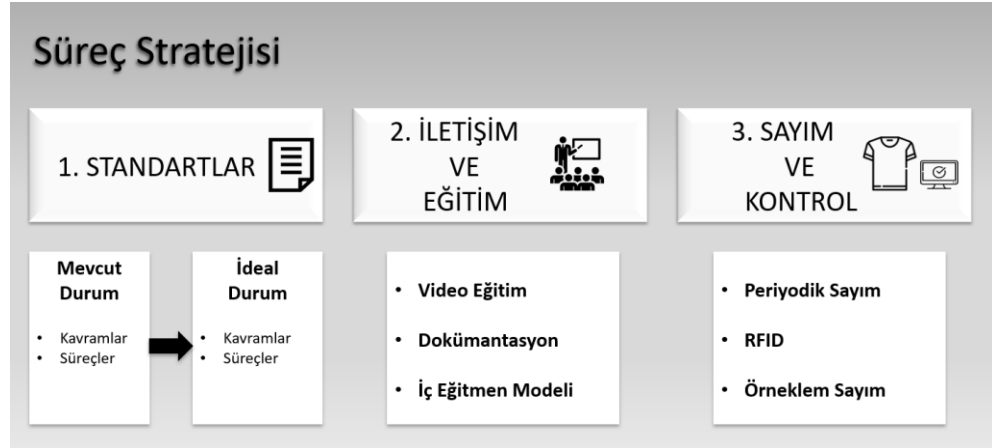 Süreç Stratejisi
1. STANDARTLAR
2. İLETİŞİM
VE
EĞİTİM
3. SAYIM
VE
KONTROL
Mevcut
Durum
• Kavramlar
• Süreçler
İdeal
Durum
• Kavramlar
• Süreçler
• Video Eğitim
• Dokümantasyon
• İç Eğitmen Modeli
• Periyodik Sayım
• RFID
• Örneklem Sayım